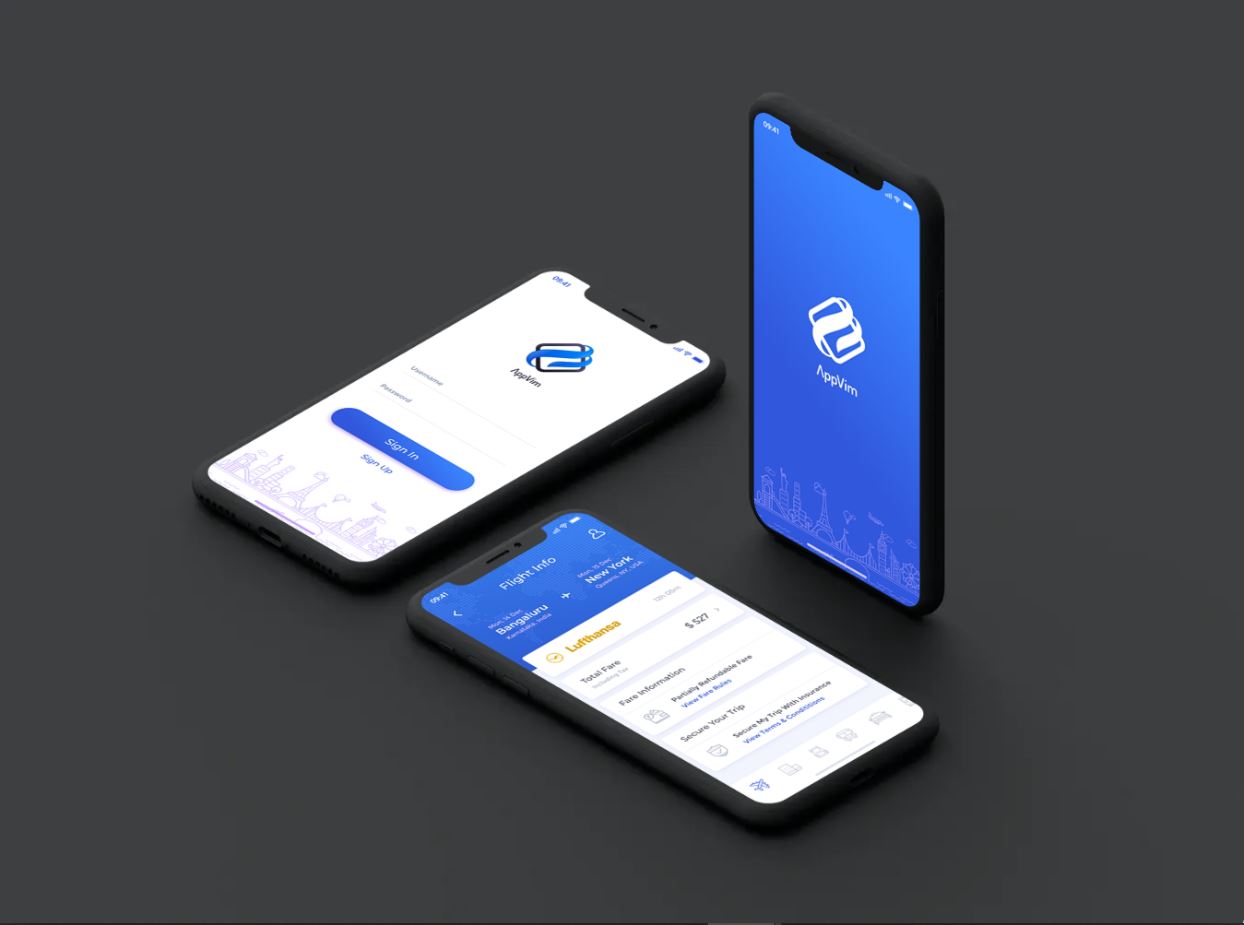 09:41
AppVim
Username
Password
Sign In
Sign Up
09:41
AppVim
09:41
Flight Info
Mon, 14 Dec
Bangaluru
Karnataka, India
Mon, 15 Dec
New York
Queens, NY, USA
Lufthansa
12h 05m
Total Fare
Including Tax
$ 527
Fare Information
Partially Refundable Fare
View Fare Rules
Secure Your Trip
Secure My Trip With Insurance
View Terms & Conditions